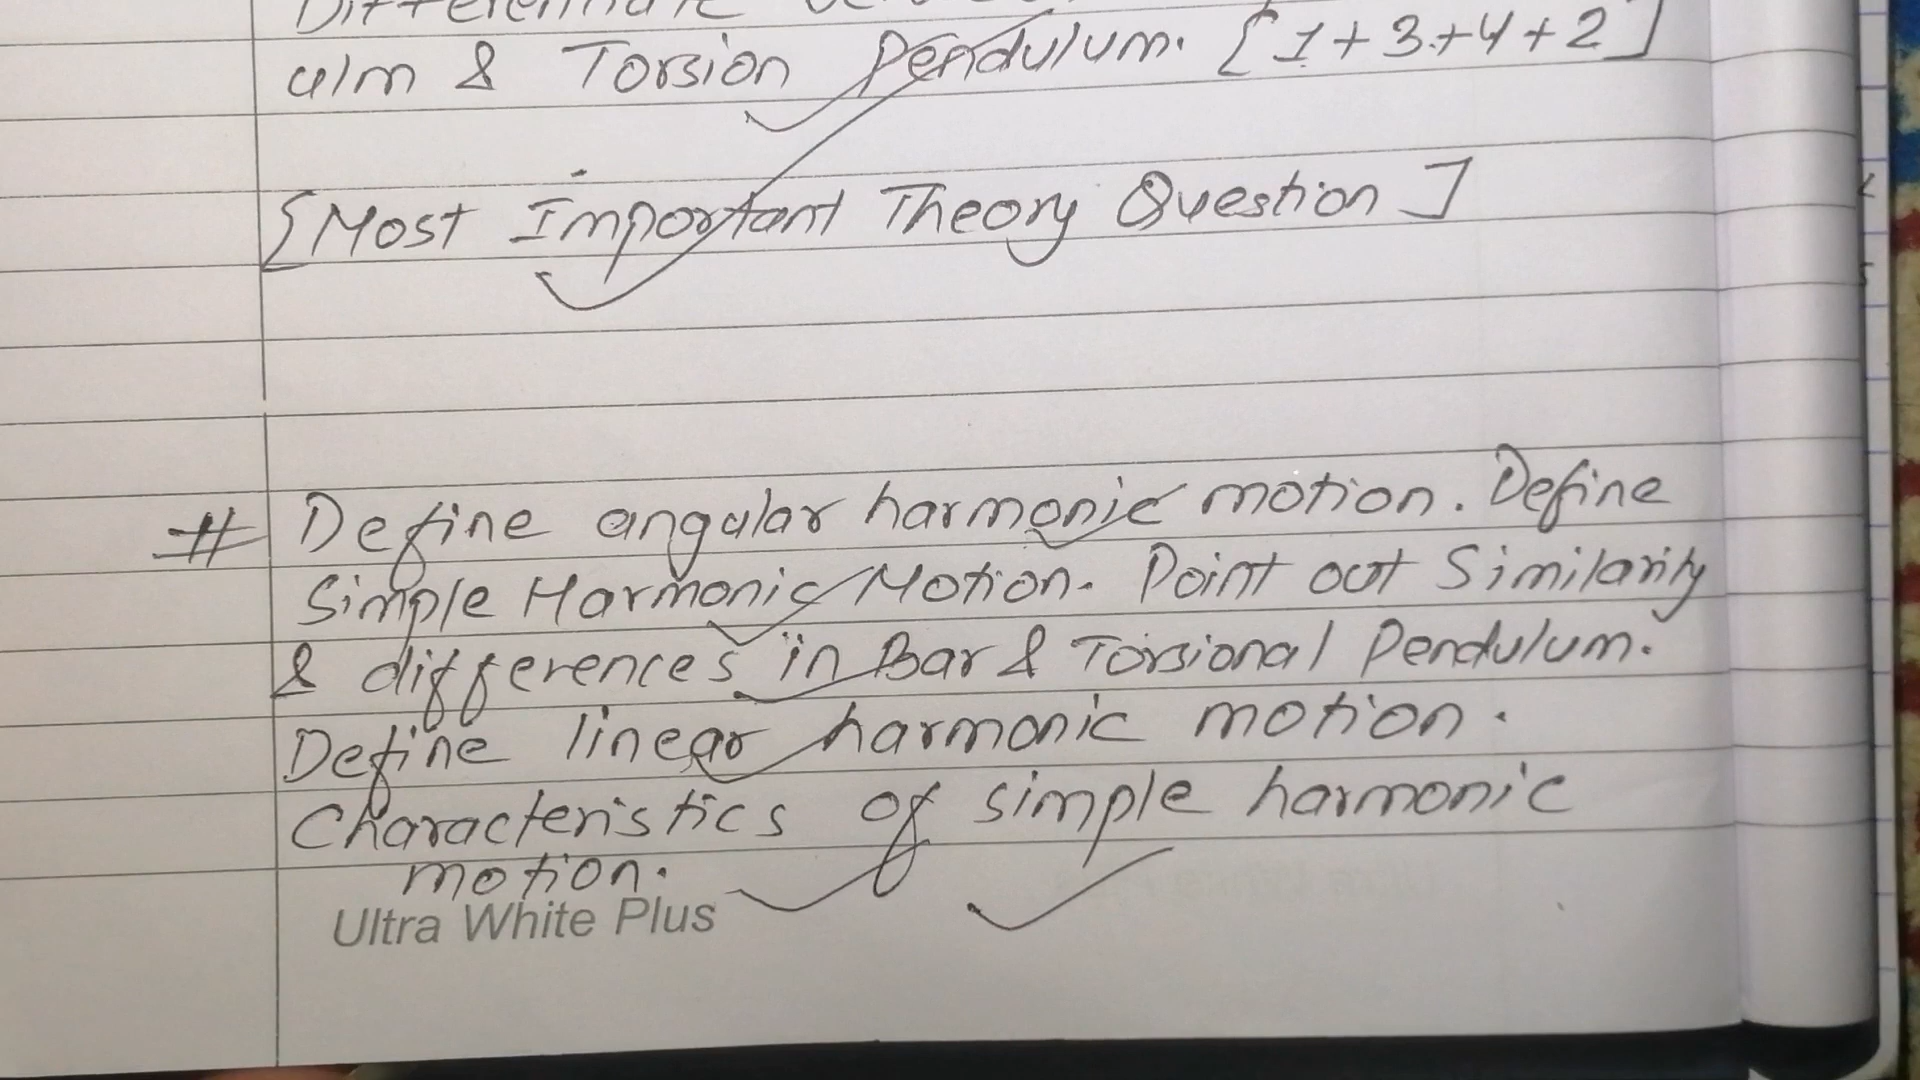 ulm & Torsion Pendulum. [1+3+4+2]
[Most Important Theory Question]
# Define angular harmonic motion. Define
Simple Harmonic Motion. Point out Similarity
& differences in Bar & Torsional Pendulum.
Define linear harmonic motion.
Characteristics of simple harmonic
motion.
Ultra White Plus